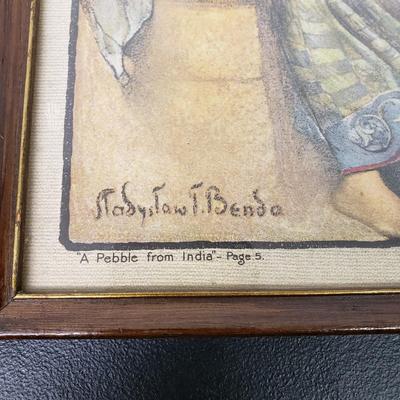 Wladyslaw T. Benda
"A Pebble from India" - Page 5.